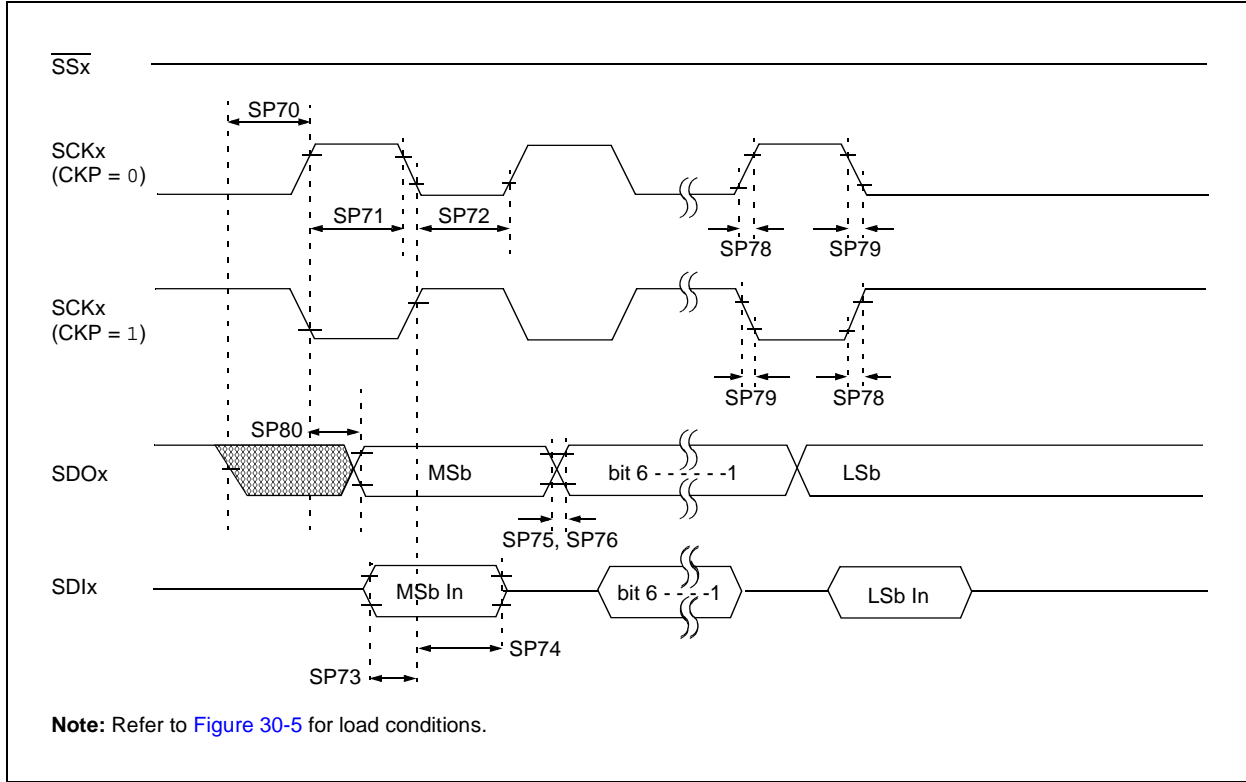 SSx
SP70
SCKx
(CKP = 0)
SP71
SP72
SP78
SP79
SCKx
(CKP = 1)
SP79
SP78
SP80
SDOx
MSb
bit 6 - - - - - -1
LSb
SP75, SP76
SDIx
MSb In
bit 6 - - - -1
LSb In
SP74
SP73
Note: Refer to Figure 30-5 for load conditions.